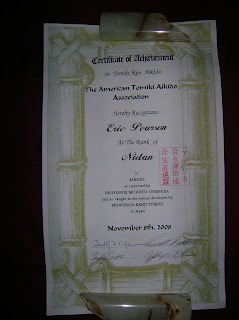 Certificate of Achievement
in Tomiki Ryu Aikido
The American Tomiki Aikido
Association
Hereby Recognizes
Eric Pearson
At The Rank of
Nidan
in
AIKIDO
as conceived by
PROFESSOR MORIHEI UYESHIBA
and as taught in the system developed by
PROFESSOR KENJI TOMIKI
in Japan
November 8th, 2008